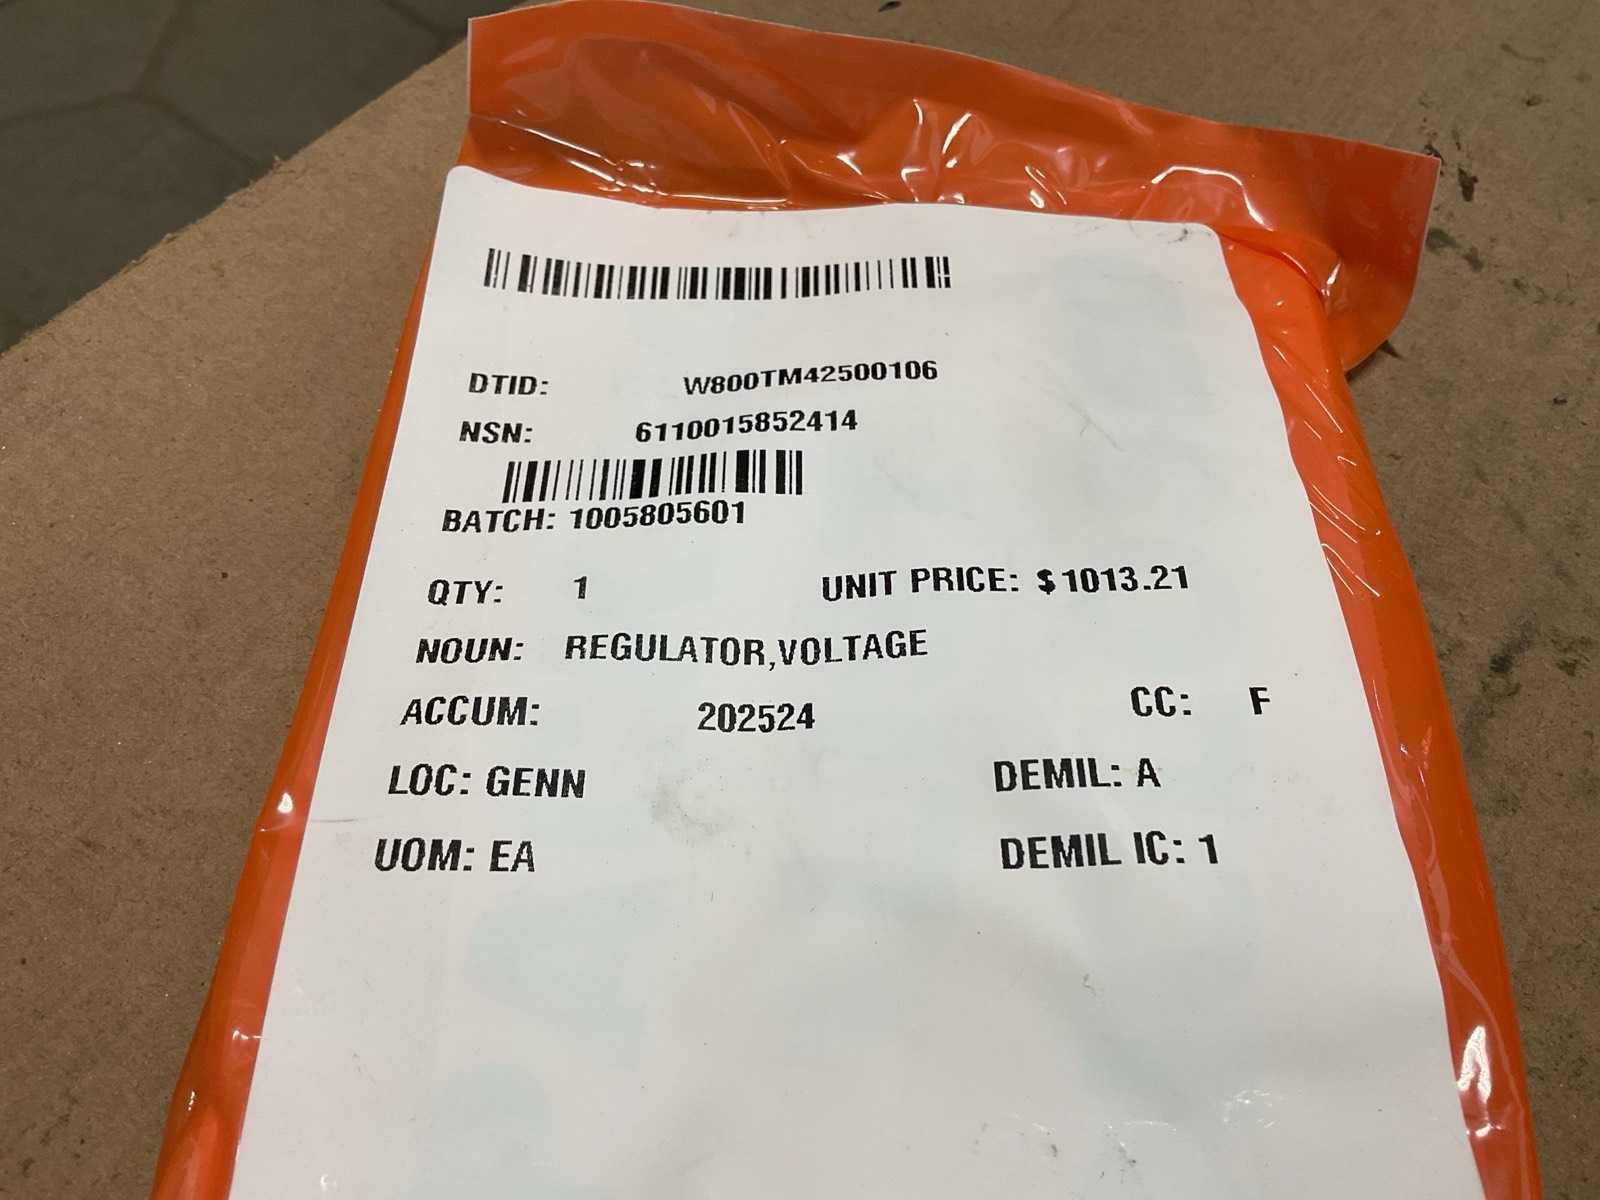 DTID: W800TM42500106
NSN: 6110015852414
BATCH: 1005805601
QTY: 1 UNIT PRICE: $1013.21
NOUN: REGULATOR,VOLTAGE
ACCUM: 202524 CC: F
LOC: GENN DEMIL: A
UOM: EA DEMIL IC: 1